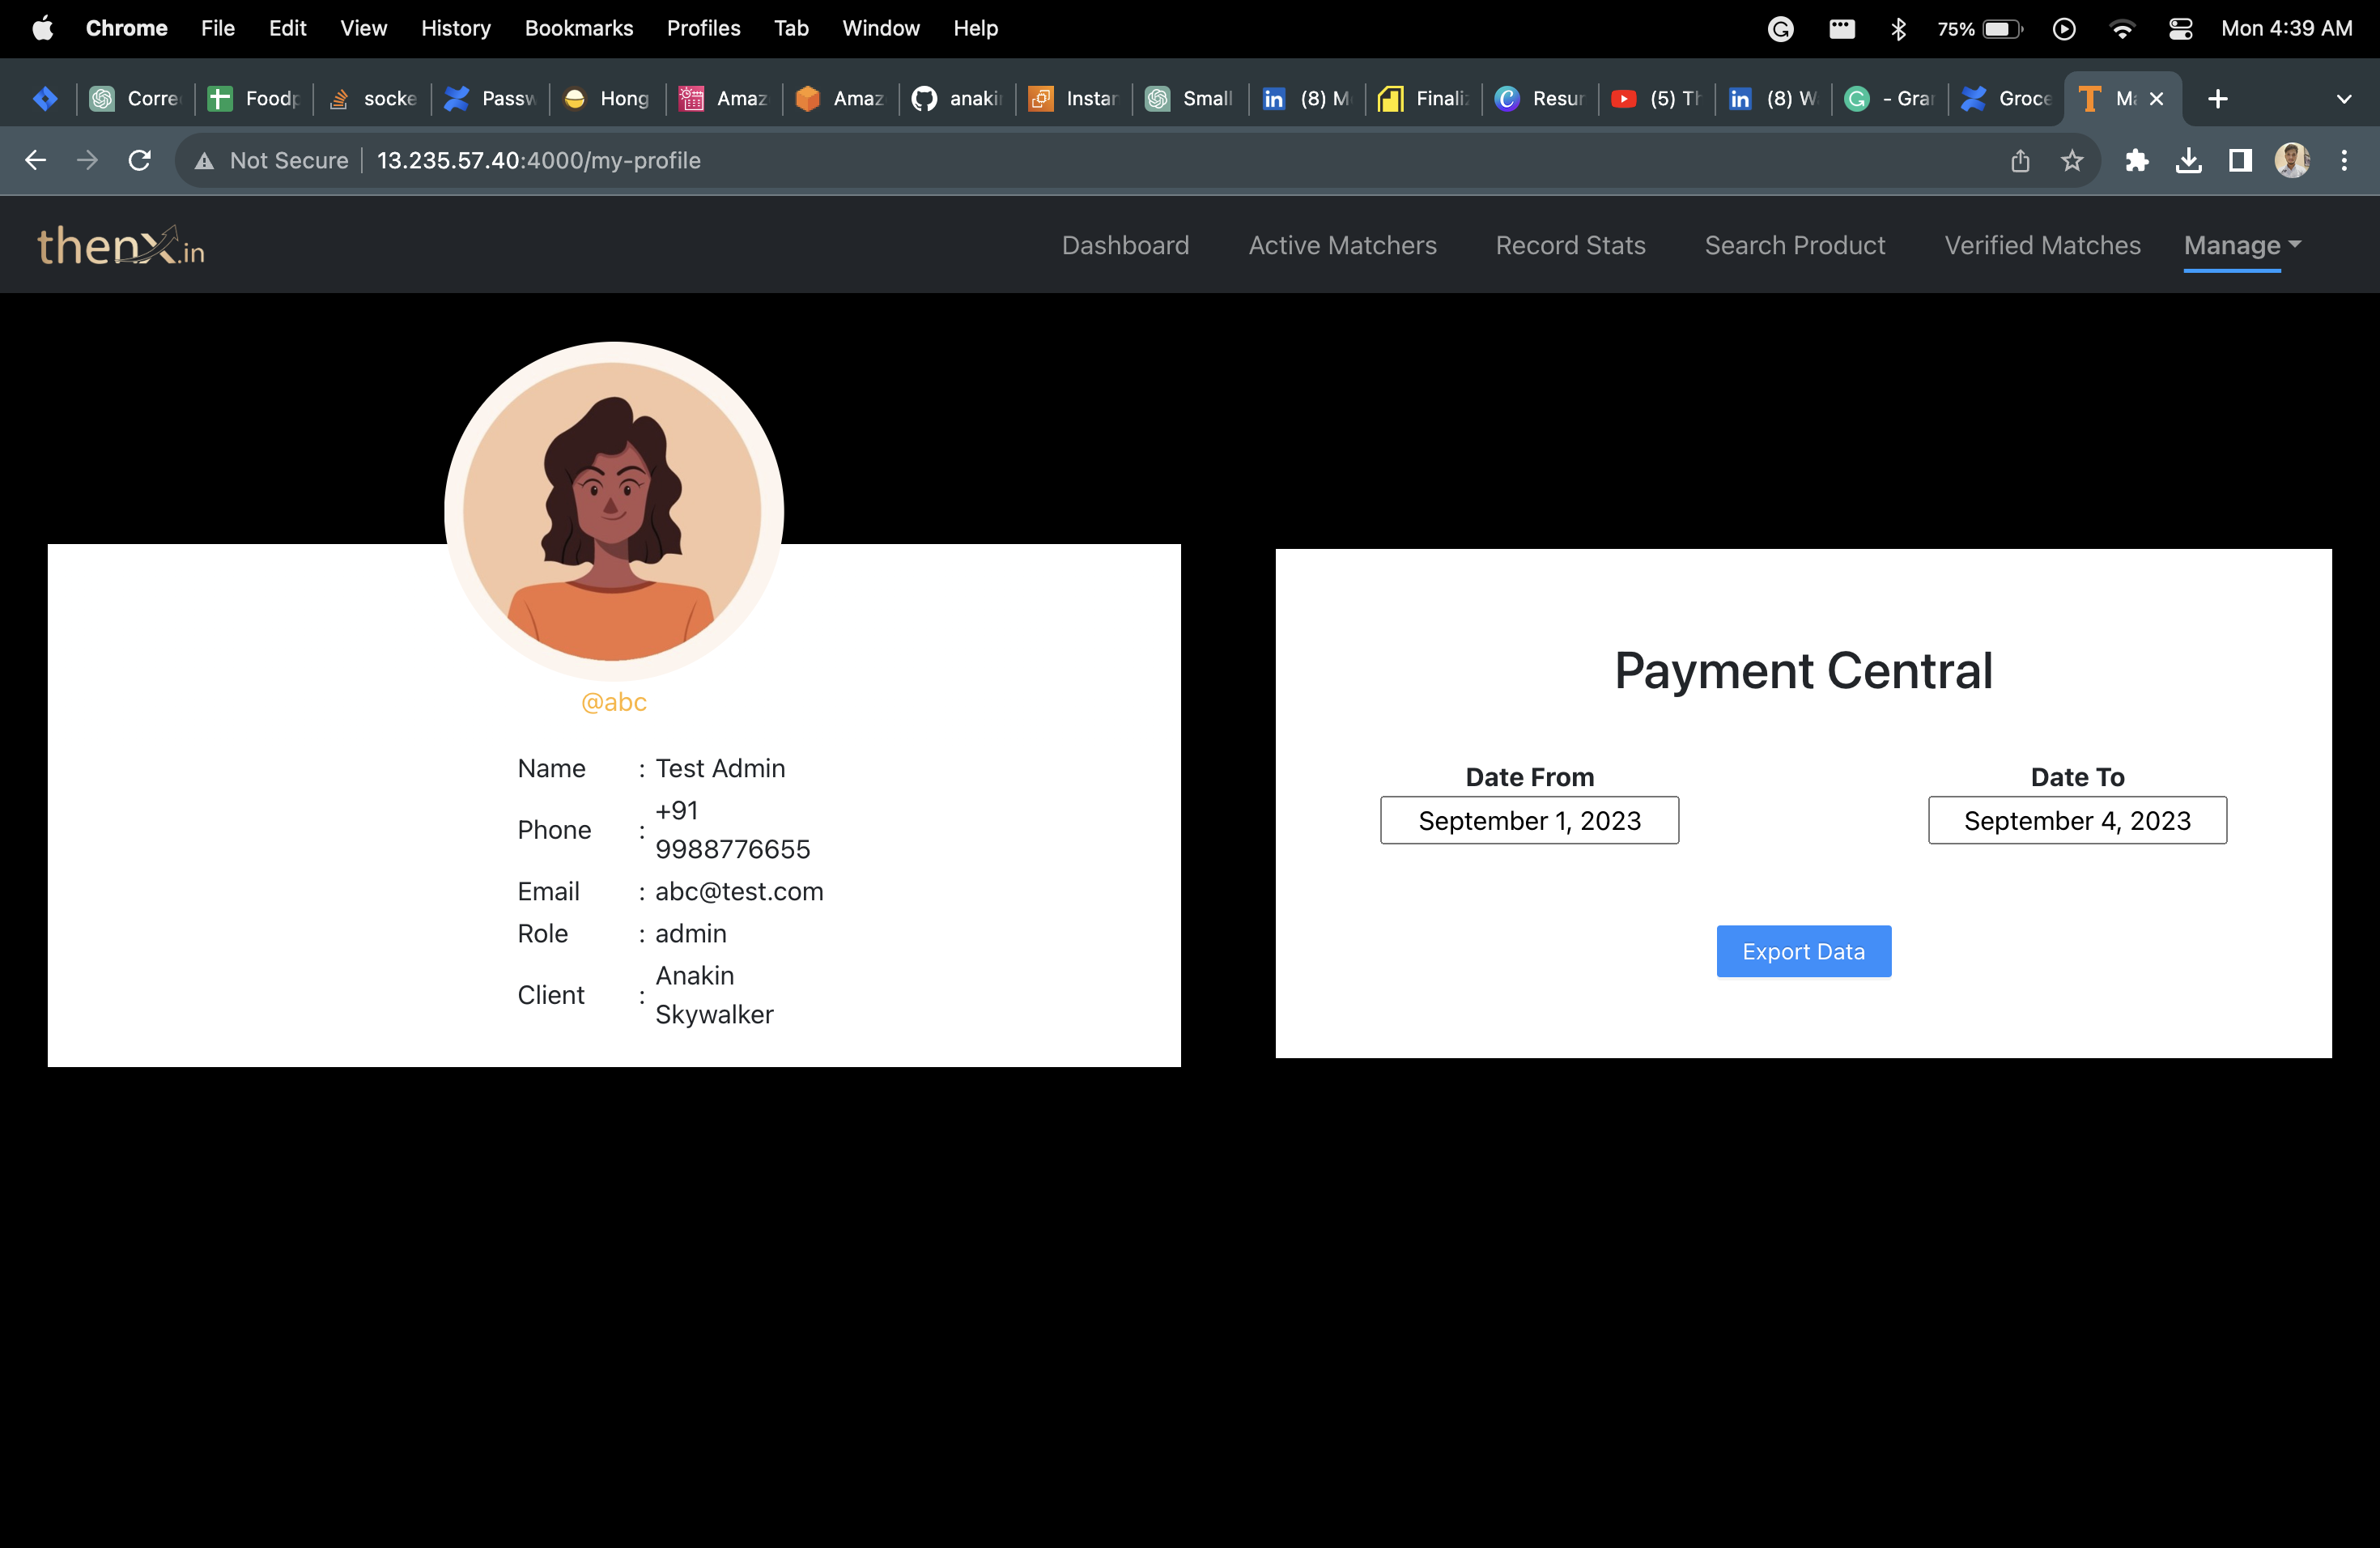 Chrome File Edit View History Bookmarks Profiles Tab Window Help 75% Mon 4:39 AM
Corre Foodp socke Passw Hong Amaz Amaz anaki Instan Small (8) M Finali Resur (5) Th (8) W - Gra Groce M
Not Secure 13.235.57.40:4000/my-profile
thenx.in Dashboard Active Matchers Record Stats Search Product Verified Matches Manage
@abc
Name : Test Admin
Phone : +91
9988776655
Email : abc@test.com
Role : admin
Client : Anakin
Skywalker
Payment Central
Date From Date To
September 1, 2023 September 4, 2023
Export Data